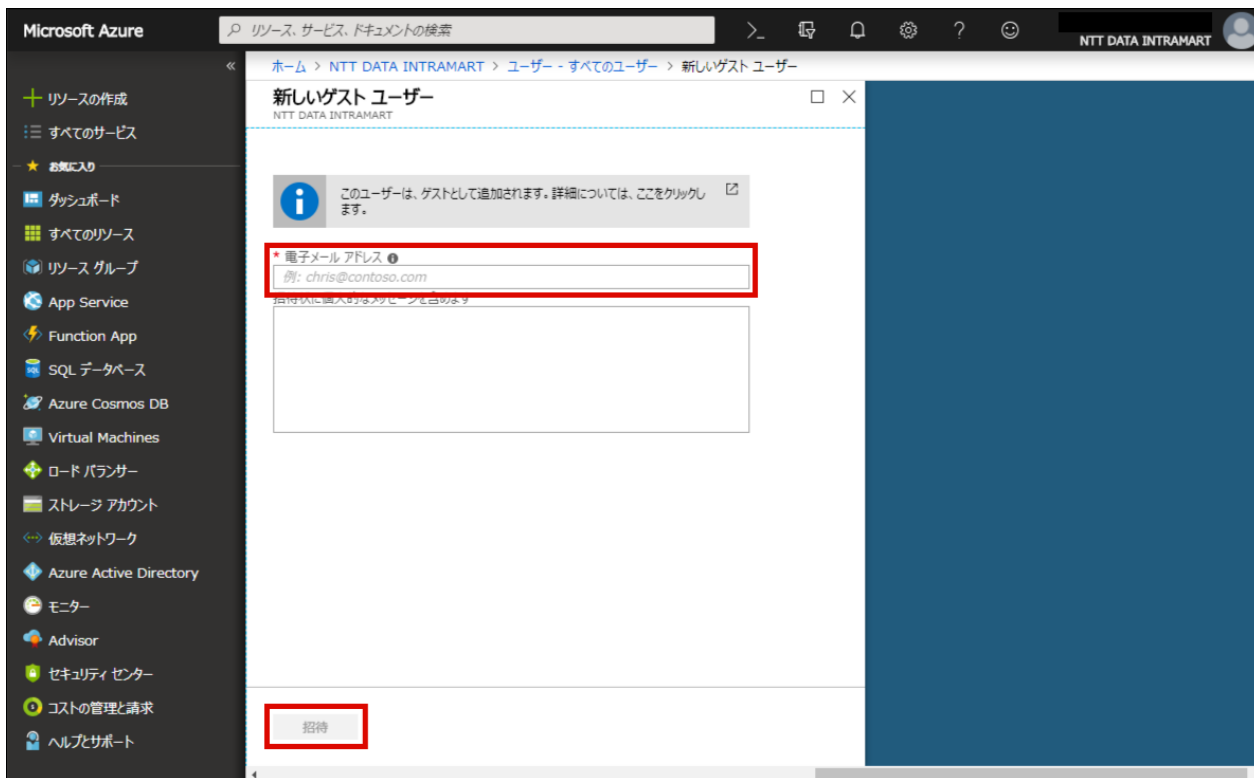 Microsoft Azure
リソース、サービス、ドキュメントの検索
>_
?
NTT DATA INTRAMART
«
ホーム > NTT DATA INTRAMART > ユーザー - すべてのユーザー > 新しいゲスト ユーザー
新しいゲスト ユーザー
NTT DATA INTRAMART
リソースの作成
すべてのサービス
お気に入り
ダッシュボード
すべてのリソース
リソース グループ
App Service
Function App
SQL データベース
Azure Cosmos DB
Virtual Machines
ロード バランサー
ストレージ アカウント
仮想ネットワーク
Azure Active Directory
モニター
Advisor
セキュリティ センター
コストの管理と請求
ヘルプとサポート
このユーザーは、ゲストとして追加されます。詳細については、ここをクリックし
ます。
* 電子メール アドレス
例: chris@contoso.com
招待状に個人的なメッセージを含めます
招待